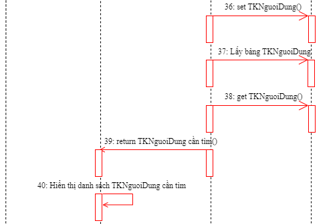 36: set TKNguoiDung()
37: Lấy bảng TKNguoiDung
38: get TKNguoiDung()
39: return TKNguoiDung cần tìm()
40: Hiển thị danh sách TKNguoiDung cần tìm